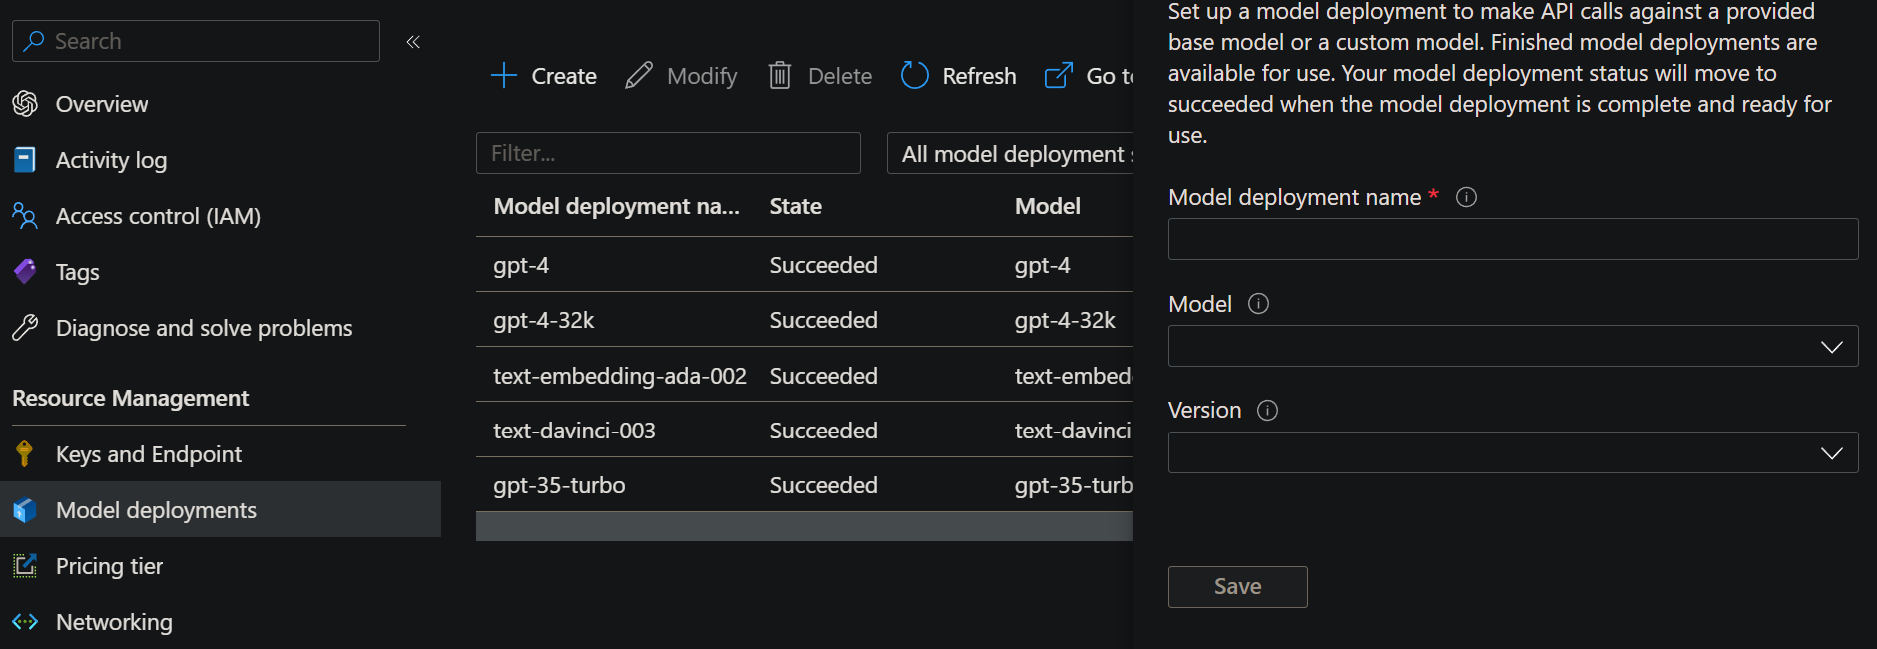 Search
Overview
Activity log
Access control (IAM)
Tags
Diagnose and solve problems
Resource Management
Keys and Endpoint
Model deployments
Pricing tier
Networking
Create Modify Delete Refresh Go
Filter... All model deployment
Model deployment na... State Model
gpt-4 Succeeded gpt-4
gpt-4-32k Succeeded gpt-4-32k
text-embedding-ada-002 Succeeded text-embed
text-davinci-003 Succeeded text-davinci
gpt-35-turbo Succeeded gpt-35-turb
Set up a model deployment to make API calls against a provided
base model or a custom model. Finished model deployments are
available for use. Your model deployment status will move to
succeeded when the model deployment is complete and ready for
use.
Model deployment name *
Model
Version
Save